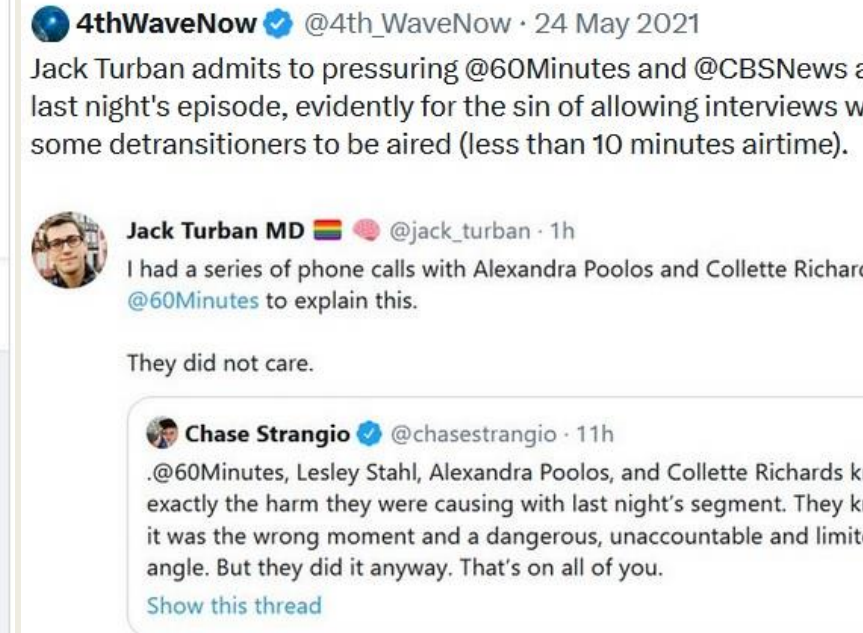 4thWaveNow @4th_WaveNow · 24 May 2021
Jack Turban admits to pressuring @60Minutes and @CBSNews
last night's episode, evidently for the sin of allowing interviews
some detransitioners to be aired (less than 10 minutes airtime).
Jack Turban MD 🏳️‍🌈 🧠 @jack_turban · 1h
I had a series of phone calls with Alexandra Poolos and Collette
@60Minutes to explain this.
They did not care.
Chase Strangio @chasestrangio · 11h
.@60Minutes, Lesley Stahl, Alexandra Poolos, and Collette Richards
exactly the harm they were causing with last night's segment. They
it was the wrong moment and a dangerous, unaccountable and
angle. But they did it anyway. That's on all of you.
Show this thread